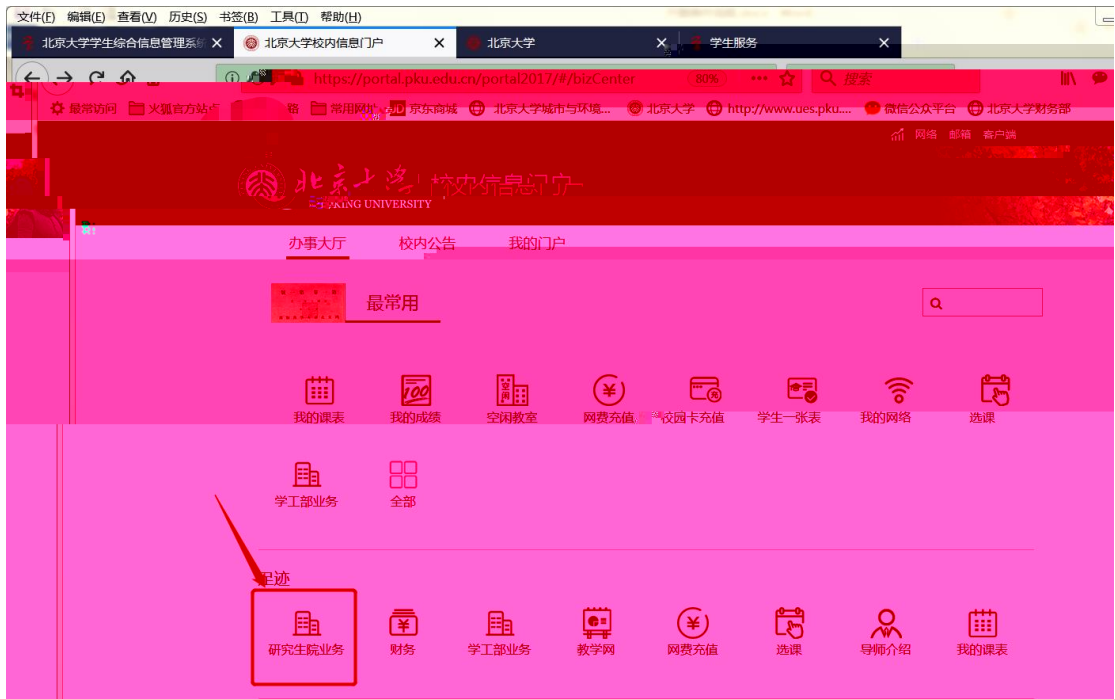 文件(F) 编辑(E) 查看(V) 历史(S) 书签(B) 工具(T) 帮助(H)
北京大学学生综合信息管理系统 北京大学校内信息门户 北京大学 学生服务
https://portal.pku.edu.cn/portal2017/#/bizCenter 80% 搜索
最常访问 火狐官方站点 常用网址 JD 京东商城 北京大学城市与环境... 北京大学 http://www.ues.pku.... 微信公众平台 北京大学财务部
网络 邮箱 客户端
北京大学 校内信息门户
PEKING UNIVERSITY
办事大厅 校内公告 我的门户
最常用
我的课表 我的成绩 空闲教室 网费充值 校园卡充值 学生一张表 我的网络 选课
学工部业务 全部
足迹
研究生院业务 财务 学工部业务 教学网 网费充值 选课 导师介绍 我的课表